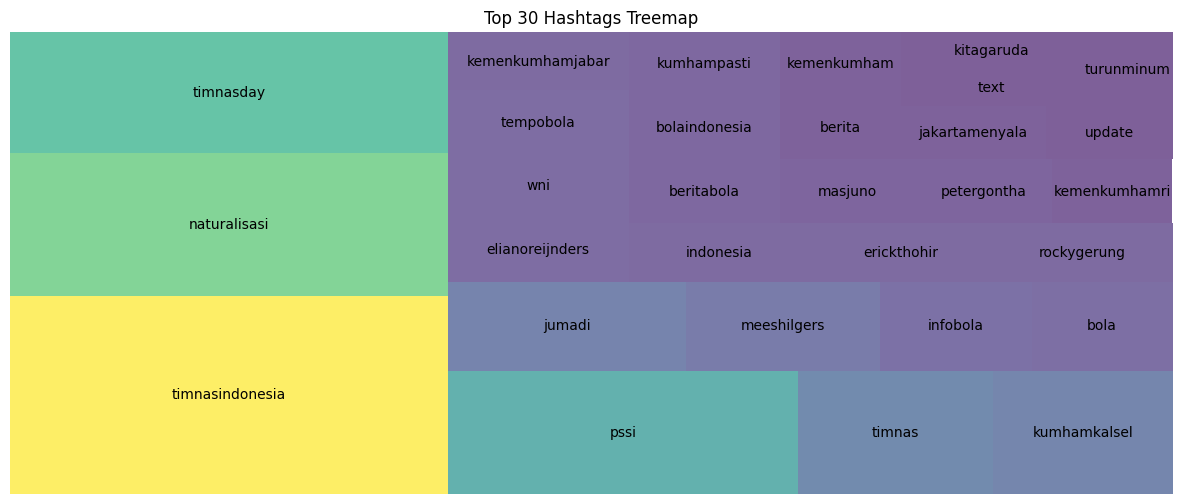 Top 30 Hashtags Treemap
timnasday
naturalisasi
timnasindonesia
kemenkumhamjabar
kumhampasti
kemenkumham
kitagaruda
text
turunminum
tempobola
bolaindonesia
berita
jakartamenyala
update
wni
beritabola
masjuno
petergontha
kemenkumhamri
elianoreijnders
indonesia
erickthohir
rockygerung
jumadi
meeshilgers
infobola
bola
pssi
timnas
kumhamkalsel